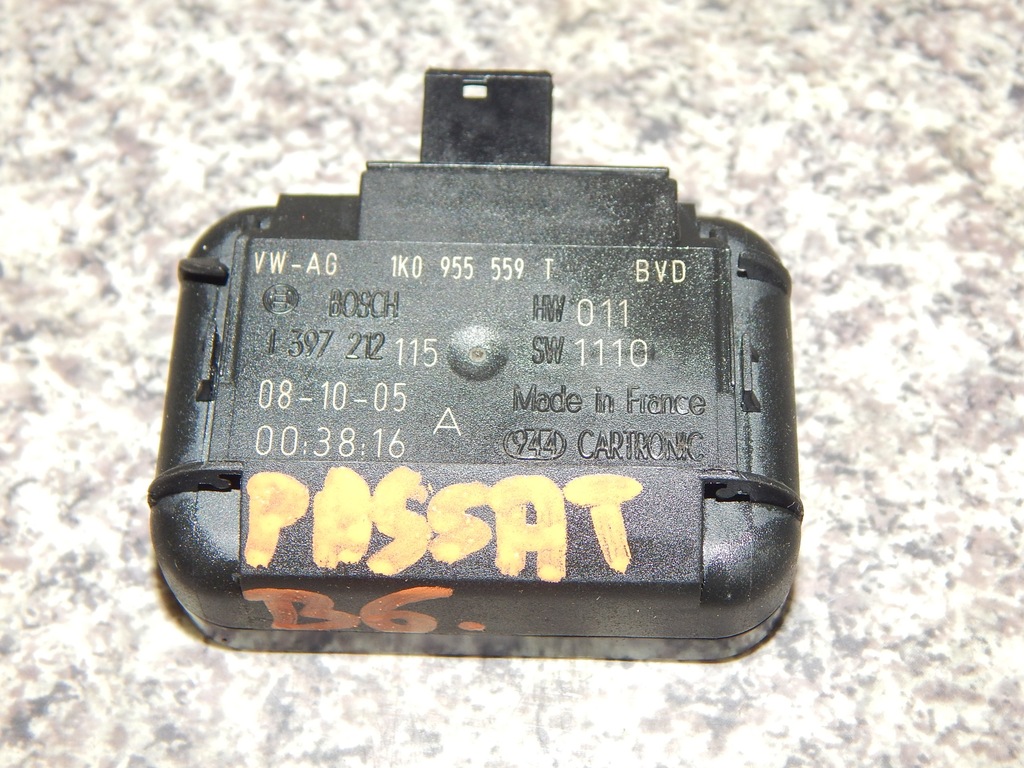 VW-AG 1K0 955 559 T BVD
BOSCH HW 011
1 397 212 115 SW 1110
08-10-05 Made in France
00:38:16 A 9244 CARTRONIC
PASSAT
B6.